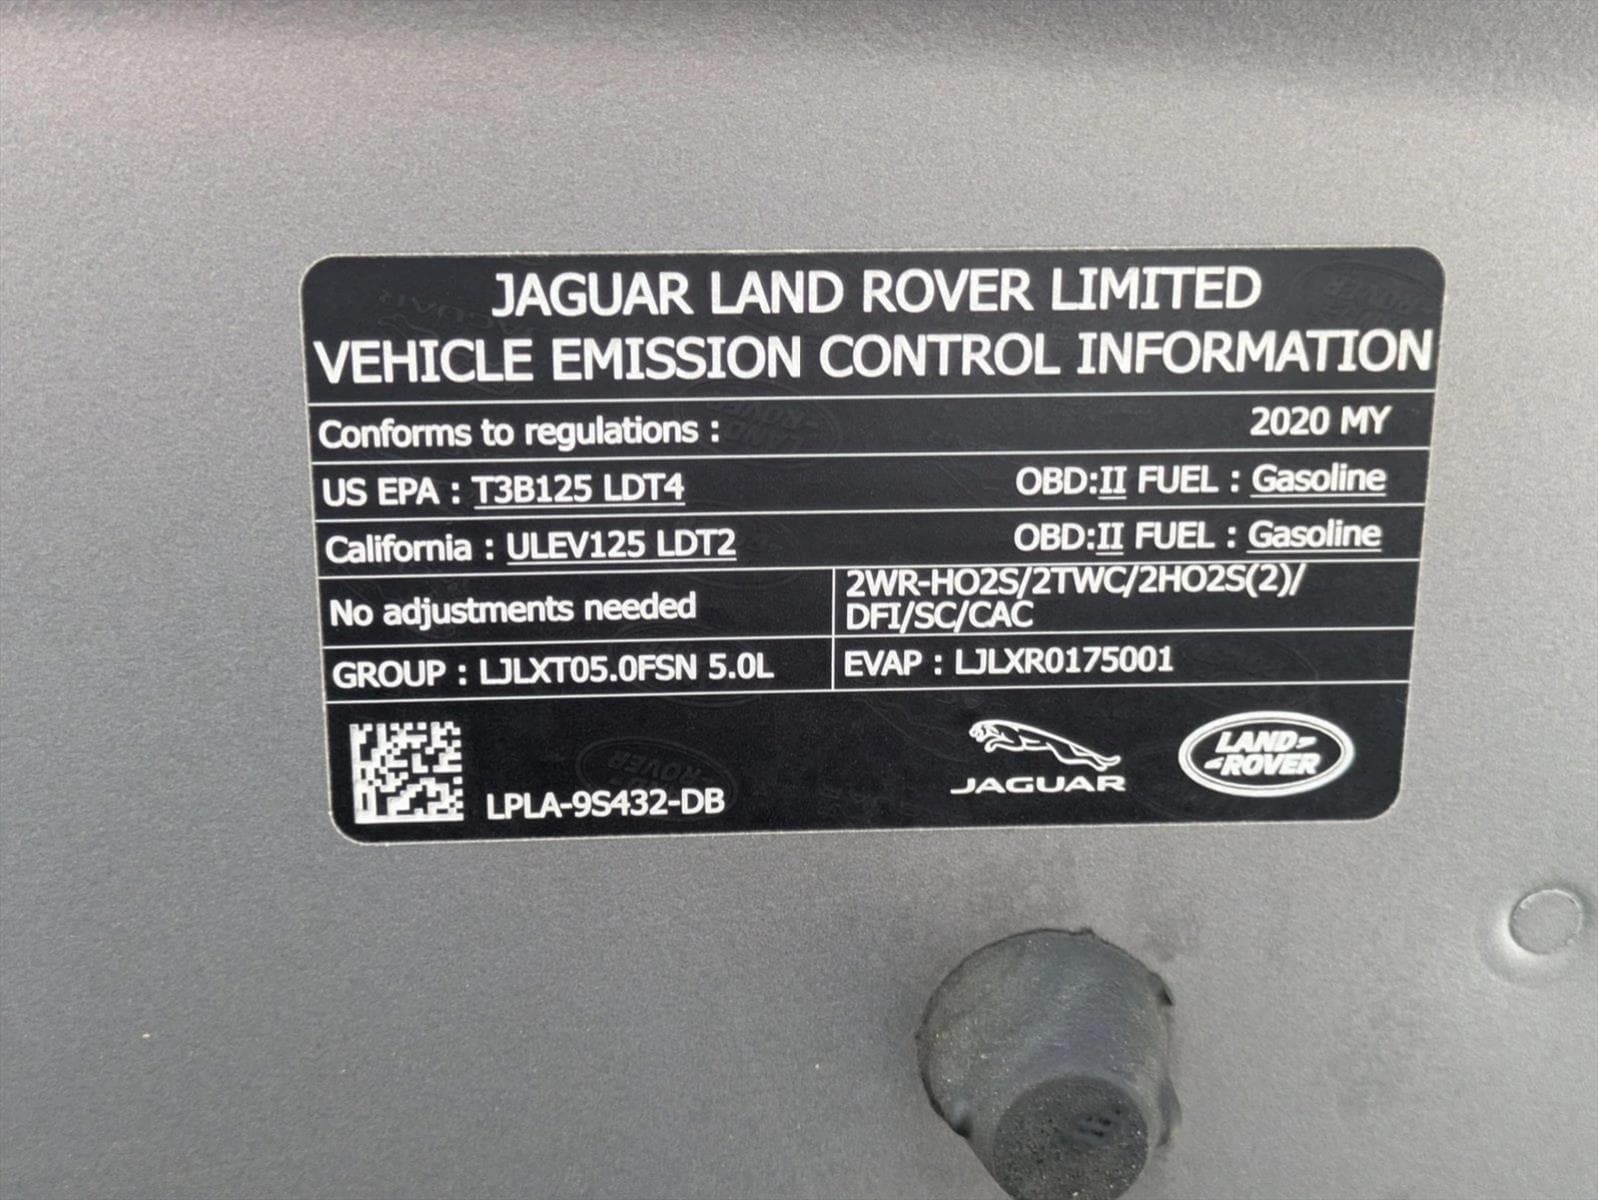 JAGUAR LAND ROVER LIMITED
VEHICLE EMISSION CONTROL INFORMATION
Conforms to regulations : 2020 MY
US EPA : T3B125 LDT4 OBD:II FUEL : Gasoline
California : ULEV125 LDT2 OBD:II FUEL : Gasoline
No adjustments needed
2WR-HO2S/2TWC/2HO2S(2)/
DFI/SC/CAC
GROUP : LJLXT05.0FSN 5.0L
EVAP : LJLXR0175001
LPLA-9S432-DB
JAGUAR
LAND
ROVER